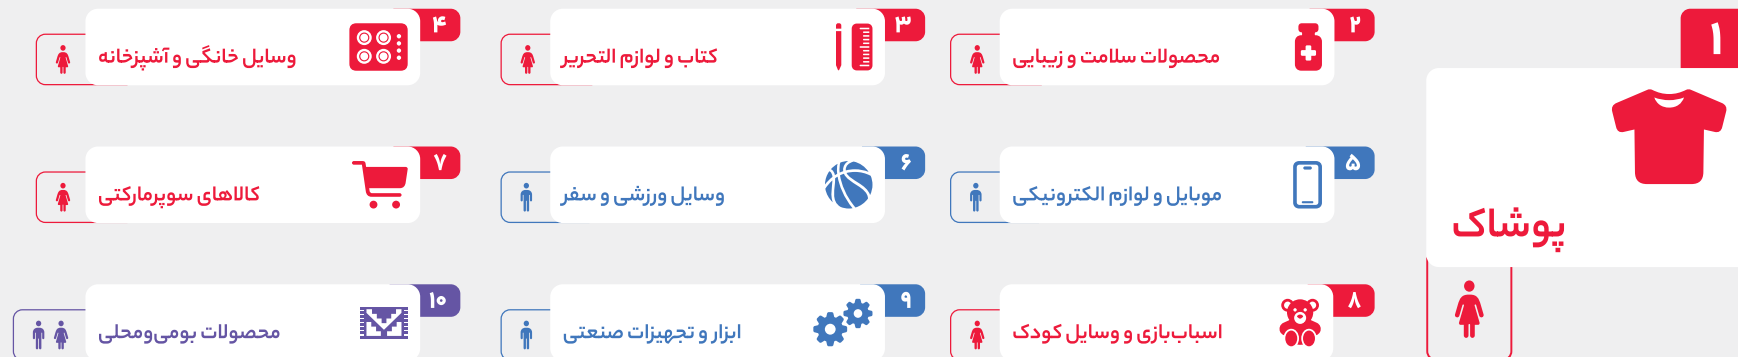 ۱
پوشاک
۲
محصولات سلامت و زیبایی
۳
کتاب و لوازم التحریر
۴
وسایل خانگی و آشپزخانه
۵
موبایل و لوازم الکترونیکی
۶
وسایل ورزشی و سفر
۷
کالاهای سوپرمارکتی
۸
اسباب‌بازی و وسایل کودک
۹
ابزار و تجهیزات صنعتی
۱۰
محصولات بومی‌و‌محلی